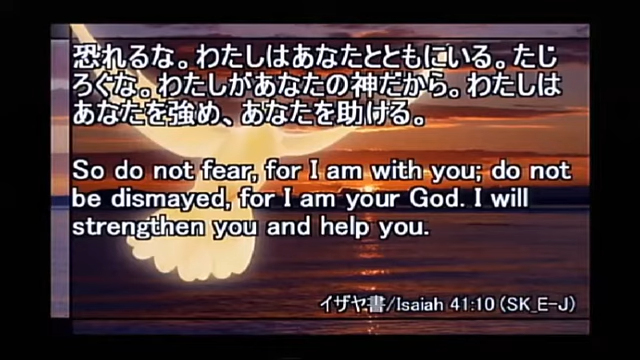 恐れるな。わたしはあなたとともにいる。たじ
ろぐな。わたしがあなたの神だから。わたしは
あなたを強め、あなたを助ける。
So do not fear, for I am with you; do not
be dismayed, for I am your God. I will
strengthen you and help you.
イザヤ書/Isaiah 41:10 (SK_E-J)